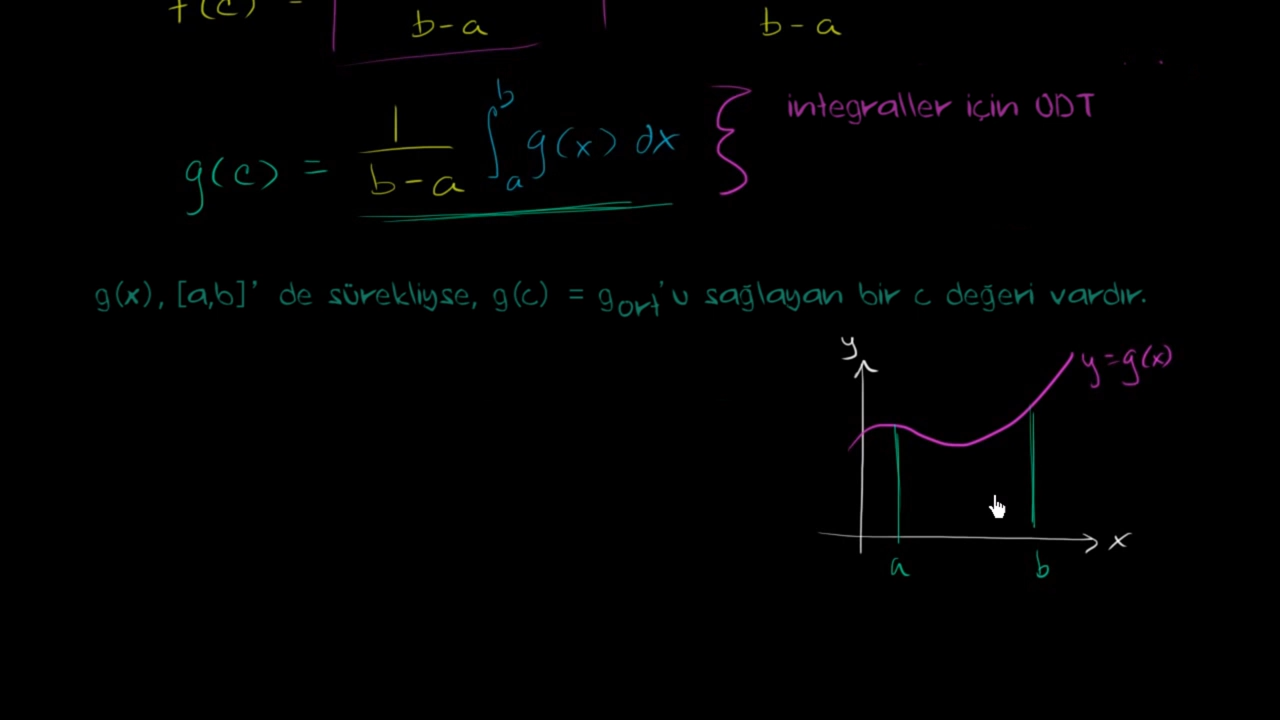 f(c) =
b-a
b-a
g(c) = 1/(b-a) ∫_a^b g(x) dx } integraller için ODT
g(x), [a,b]' de sürekliyse, g(c) = g_ort'u sağlayan bir c değeri vardır.
y
y=g(x)
x
a
b